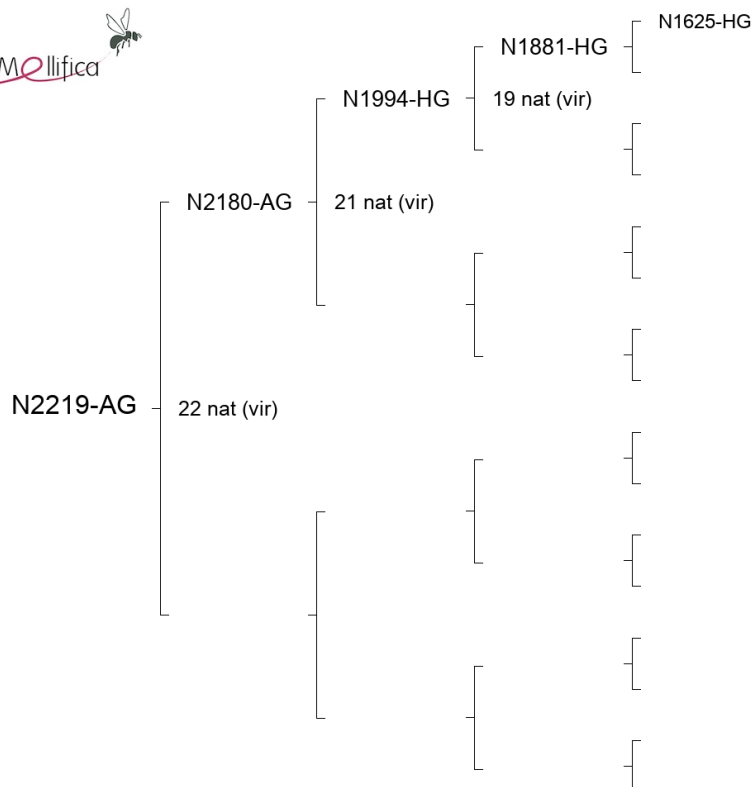 Mellifica
N1625-HG
N1881-HG
N1994-HG
19 nat (vir)
N2180-AG
21 nat (vir)
N2219-AG
22 nat (vir)